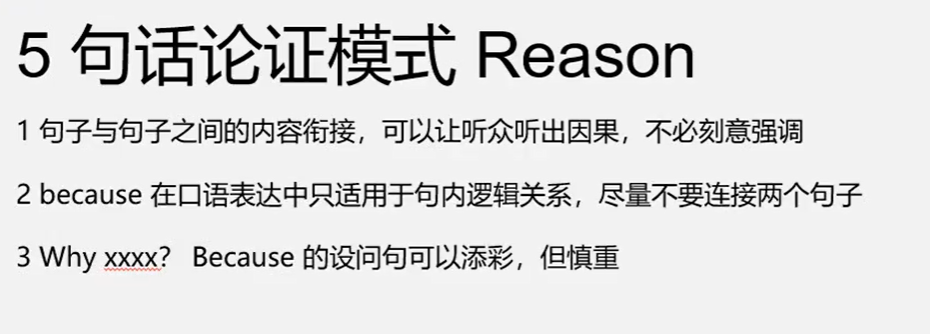 5 句话论证模式 Reason
1 句子与句子之间的内容衔接，可以让听众听出因果，不必刻意强调
2 because 在口语表达中只适用于句内逻辑关系，尽量不要连接两个句子
3 Why xxxx？ Because 的设问句可以添彩，但慎重